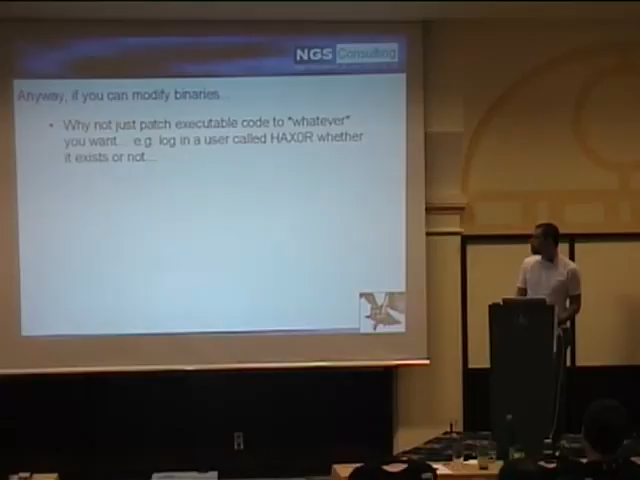 NGS Consulting
Anyway, if you can modify binaries...
• Why not just patch executable code to "whatever"
you want... e.g. log in a user called HAX0R whether
it exists or not...